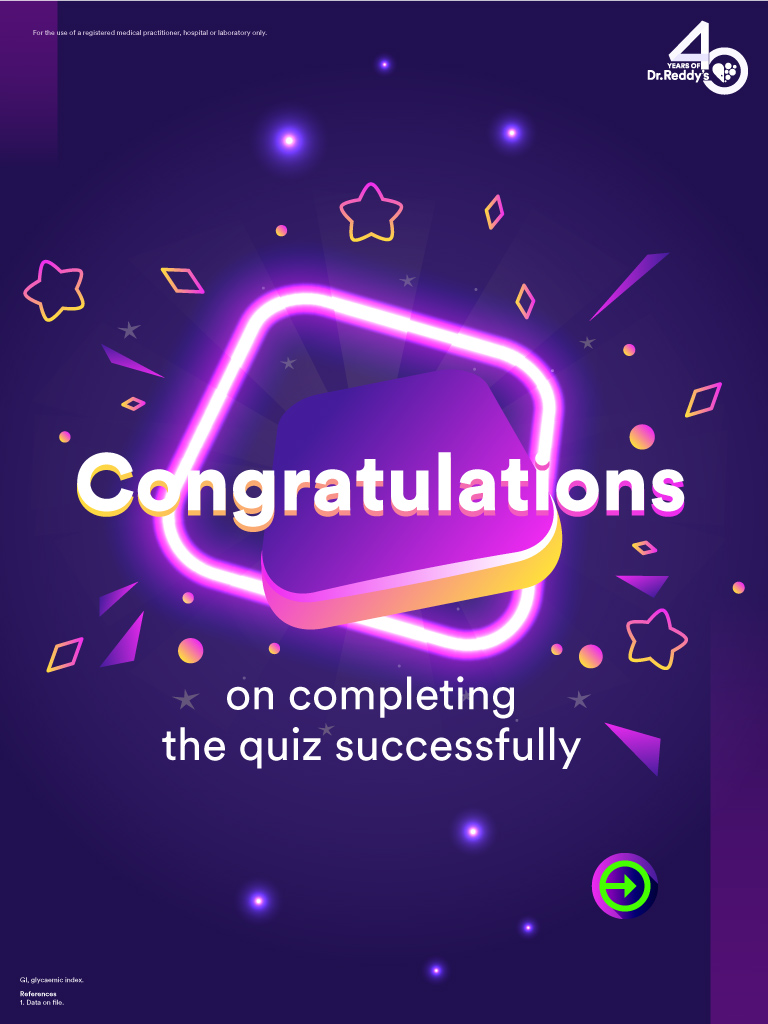 For the use of a registered medical practitioner, hospital or laboratory only.
40
YEARS OF
Dr.Reddy's
Congratulations
on completing
the quiz successfully
GI, glycaemic index.
References
1. Data on file.